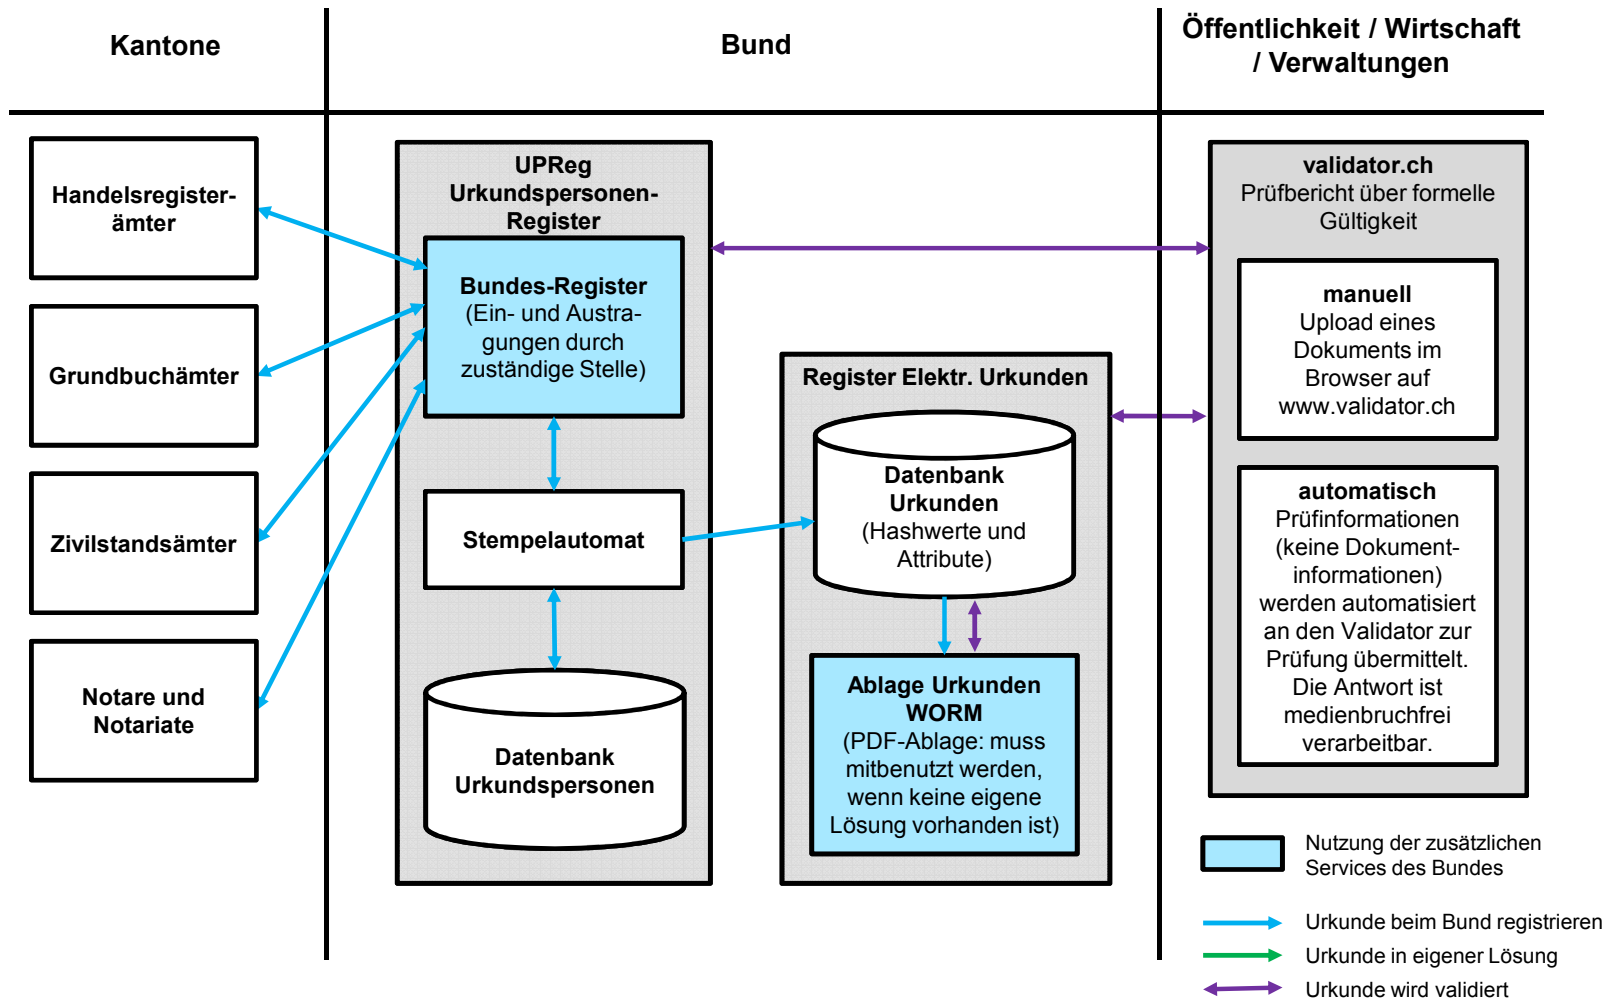 Kantone
Bund
Öffentlichkeit / Wirtschaft
/ Verwaltungen
Handelsregister-
ämter
Grundbuchämter
Zivilstandsämter
Notare und
Notariate
UPReg
Urkundspersonen-
Register
Bundes-Register
(Ein- und Austra-
gungen durch
zuständige Stelle)
Stempelautomat
Datenbank
Urkundspersonen
Register Elektr. Urkunden
Datenbank
Urkunden
(Hashwerte und
Attribute)
Ablage Urkunden
WORM
(PDF-Ablage: muss
mitbenutzt werden,
wenn keine eigene
Lösung vorhanden ist)
validator.ch
Prüfbericht über formelle
Gültigkeit
manuell
Upload eines
Dokuments im
Browser auf
www.validator.ch
automatisch
Prüfinformationen
(keine Dokument-
informationen)
werden automatisiert
an den Validator zur
Prüfung übermittelt.
Die Antwort ist
medienbruchfrei
verarbeitbar.
Nutzung der zusätzlichen
Services des Bundes
Urkunde beim Bund registrieren
Urkunde in eigener Lösung
Urkunde wird validiert